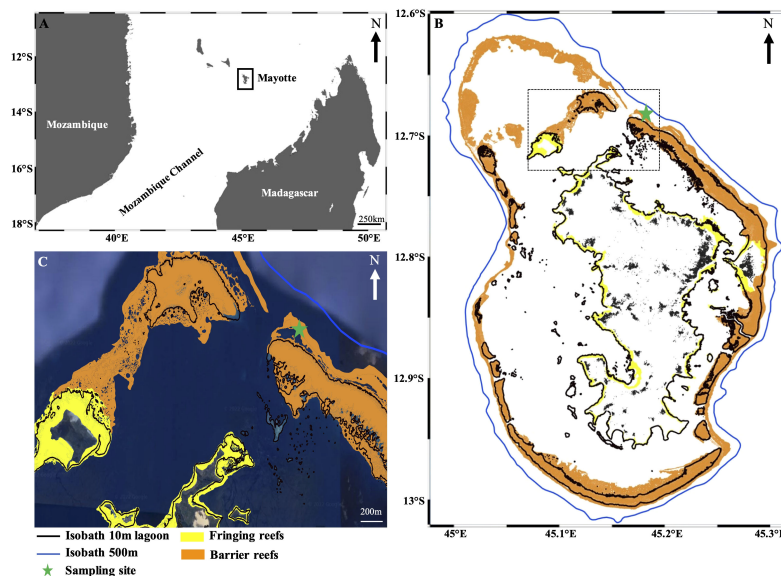 A
N
12°S
14°S
16°S
18°S
Mozambique
Mayotte
Mozambique Channel
Madagascar
250km
40°E
45°E
50°E
B
N
12.6°S
12.7°S
12.8°S
12.9°S
13°S
45°E
45.1°E
45.2°E
45.3°E
C
N
200m
Isobath 10m lagoon
Fringing reefs
Isobath 500m
Barrier reefs
Sampling site